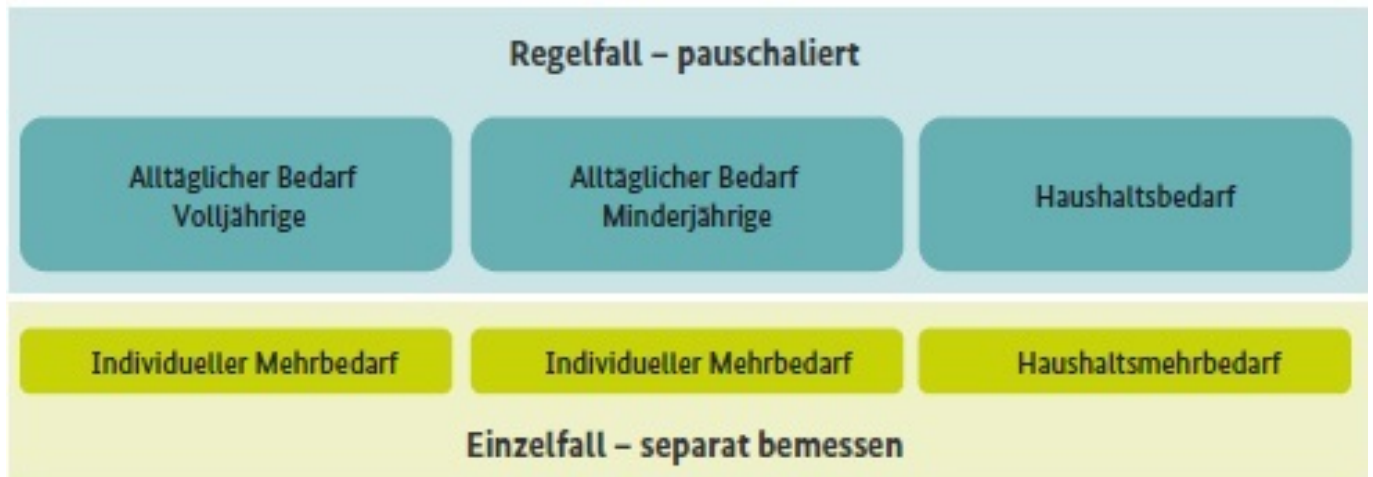 Regelfall – pauschaliert
Alltäglicher Bedarf
Volljährige
Alltäglicher Bedarf
Minderjährige
Haushaltsbedarf
Individueller Mehrbedarf
Individueller Mehrbedarf
Haushaltsmehrbedarf
Einzelfall – separat bemessen